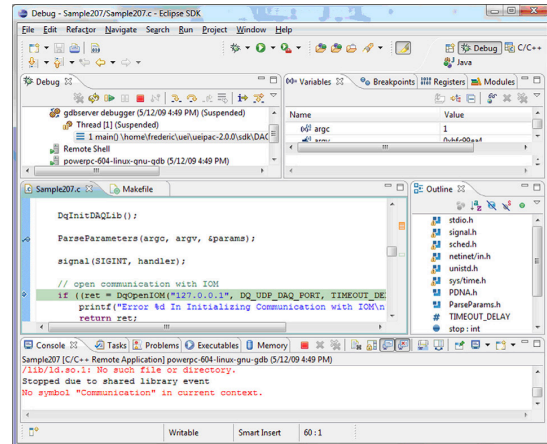 Debug - Sample207/Sample207.c - Eclipse SDK
File Edit Refactor Navigate Search Run Project Window Help
Debug C/C++
Java
Debug
gdbserver debugger (5/12/09 4:49 PM) (Suspended)
Thread [1] (Suspended)
1 main() \home\frederic\uei\ueipac-2.0.0\sdk\DAQ
Remote Shell
powerpc-604-linux-gnu-gdb (5/12/09 4:49 PM)
Variables Breakpoints Registers Modules
Name Value
argc 1
Sample207.c Makefile
DqInitDAQLib();
ParseParameters(argc, argv, &params);
signal(SIGINT, handler);
// open communication with IOM
if ((ret = DqOpenIOM("127.0.0.1", DQ_UDP_DAQ_PORT, TIMEOUT_DE
printf("Error %d In Initializing Communication with IOM\n
return ret;
Outline
stdio.h
signal.h
sched.h
netinet/in.h
unistd.h
sys/time.h
PDNA.h
ParseParams.h
TIMEOUT_DELAY
stop : int
Console Tasks Problems Executables Memory
Sample207 [C/C++ Remote Application] powerpc-604-linux-gnu-gdb (5/12/09 4:49 PM)
/lib/ld.so.1: No such file or directory.
Stopped due to shared library event
No symbol "Communication" in current context.
Writable Smart Insert 60 : 1